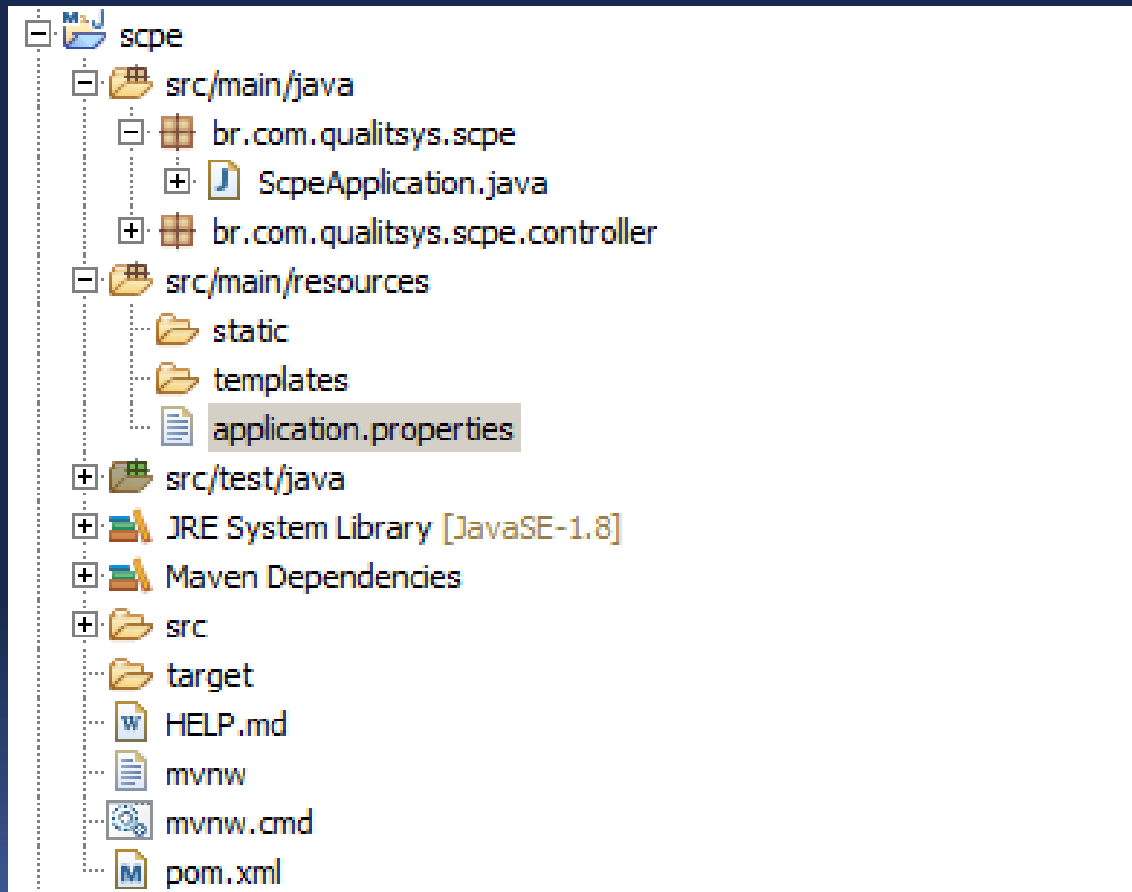 scpe
src/main/java
br.com.qualitsys.scpe
ScpeApplication.java
br.com.qualitsys.scpe.controller
src/main/resources
static
templates
application.properties
src/test/java
JRE System Library [JavaSE-1.8]
Maven Dependencies
src
target
HELP.md
mvnw
mvnw.cmd
pom.xml